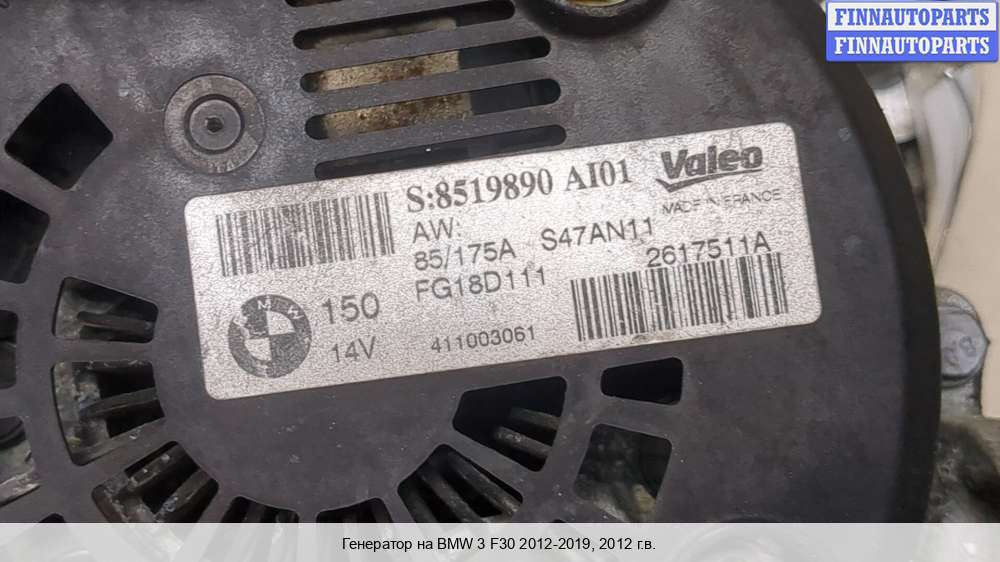 FINNAUTOPARTS
FINNAUTOPARTS
S:8519890 AI01
Valeo
MADE IN FRANCE
AW:
85/175A S47AN11
FG18D111
2617511A
BMW
150
14V
411003061
Генератор на BMW 3 F30 2012-2019, 2012 г.в.